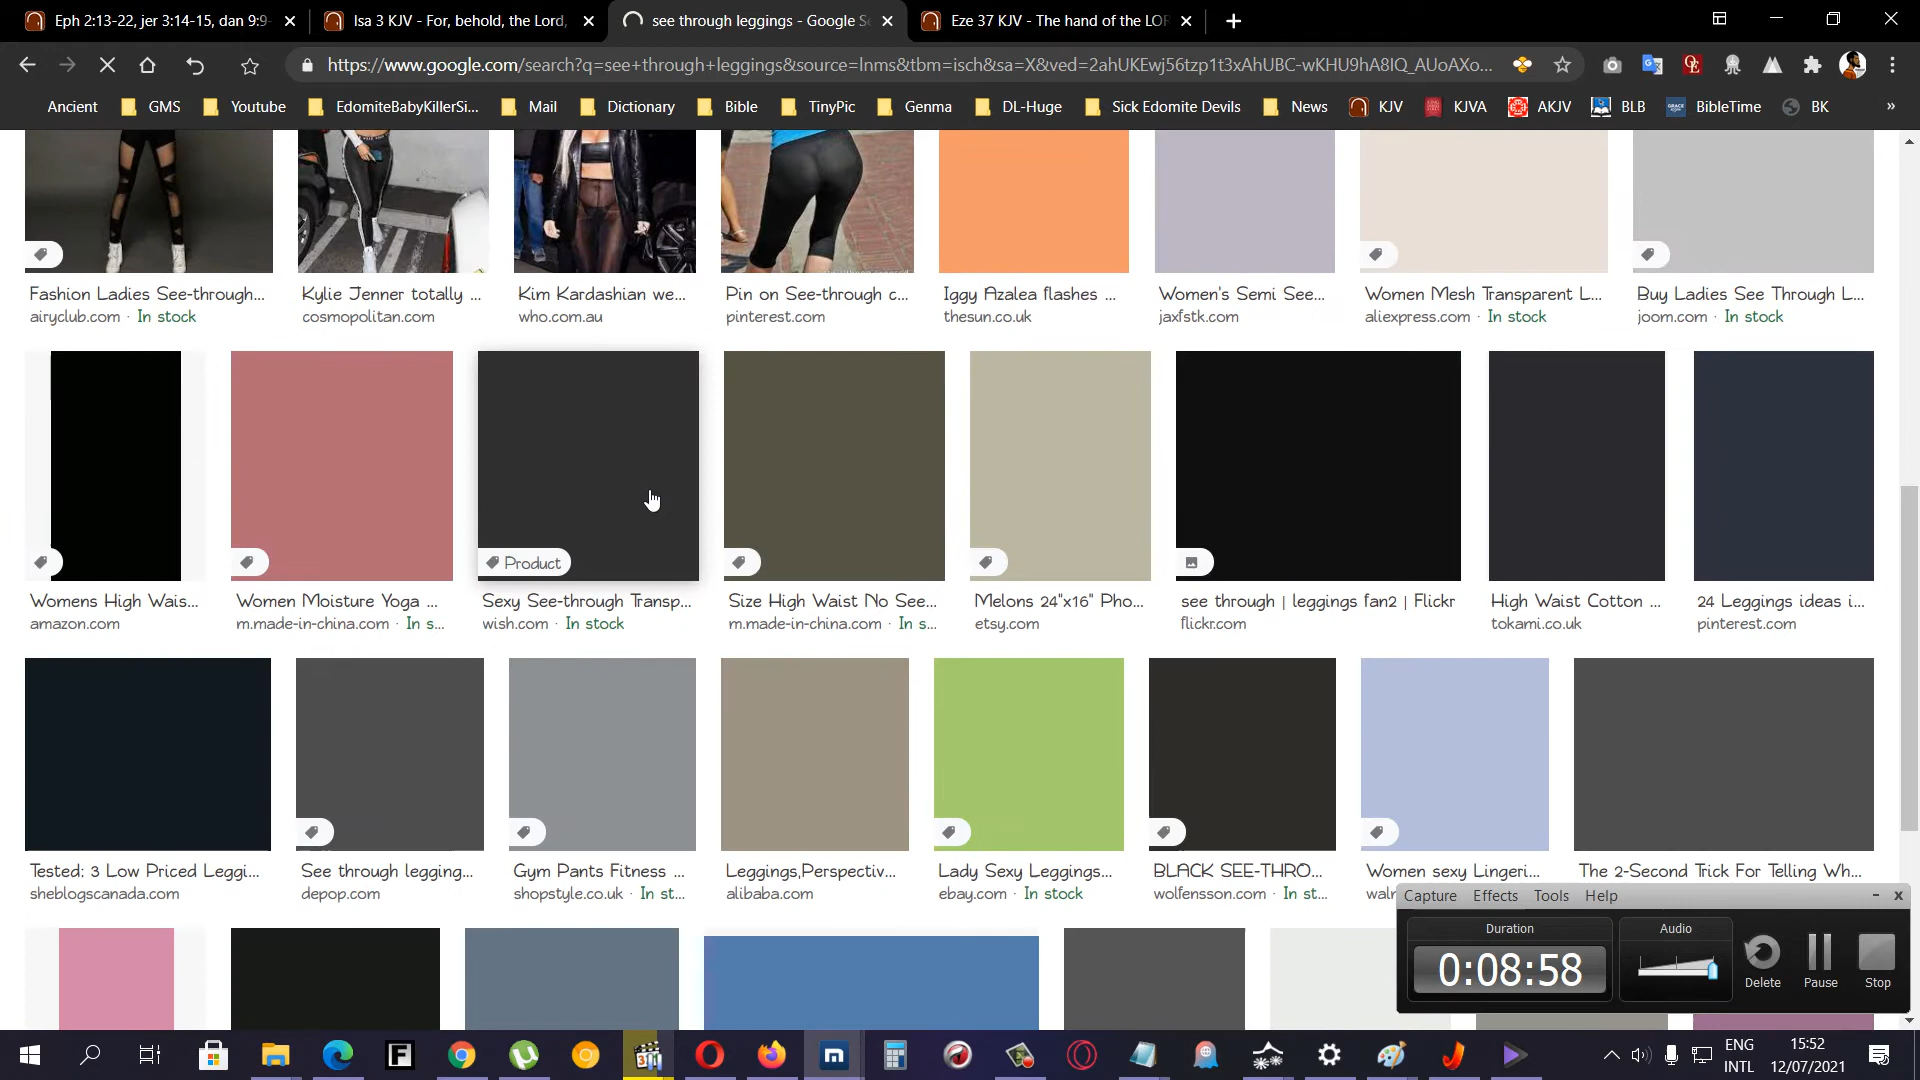 Eph 2:13-22, jer 3:14-15, dan 9:9-
Isa 3 KJV - For, behold, the Lord,
see through leggings - Google Se
Eze 37 KJV - The hand of the LOR
https://www.google.com/search?q=see+through+leggings&source=lnms&tbm=isch&sa=X&ved=2ahUKEwj56tzp1t3xAhUBC-wKHU9hA8IQ_AUoAXo...
Ancient
GMS
Youtube
EdomiteBabyKillerSi...
Mail
Dictionary
Bible
TinyPic
Genma
DL-Huge
Sick Edomite Devils
News
KJV
KJVA
AKJV
BLB
BibleTime
BK
»
Fashion Ladies See-through...
airyclub.com · In stock
Kylie Jenner totally ...
cosmopolitan.com
Kim Kardashian we...
who.com.au
Pin on See-through c...
pinterest.com
Iggy Azalea flashes ...
thesun.co.uk
Women's Semi See...
jaxfstk.com
Women Mesh Transparent L...
aliexpress.com · In stock
Buy Ladies See Through L...
joom.com · In stock
Womens High Wais...
amazon.com
Women Moisture Yoga ...
m.made-in-china.com · In s...
Product
Sexy See-through Transp...
wish.com · In stock
Size High Waist No See...
m.made-in-china.com · In s...
Melons 24"x16" Pho...
etsy.com
see through | leggings fan2 | Flickr
flickr.com
High Waist Cotton ...
tokami.co.uk
24 Leggings ideas i...
pinterest.com
Tested: 3 Low Priced Leggi...
sheblogscanada.com
See through legging...
depop.com
Gym Pants Fitness ...
shopstyle.co.uk · In st...
Leggings,Perspectiv...
alibaba.com
Lady Sexy Leggings...
ebay.com · In stock
BLACK SEE-THRO...
wolfensson.com · In st...
Women sexy Lingeri...
The 2-Second Trick For Telling Wh...
Capture Effects Tools Help
Duration
0:08:58
Audio
Delete
Pause
Stop
ENG
INTL
15:52
12/07/2021